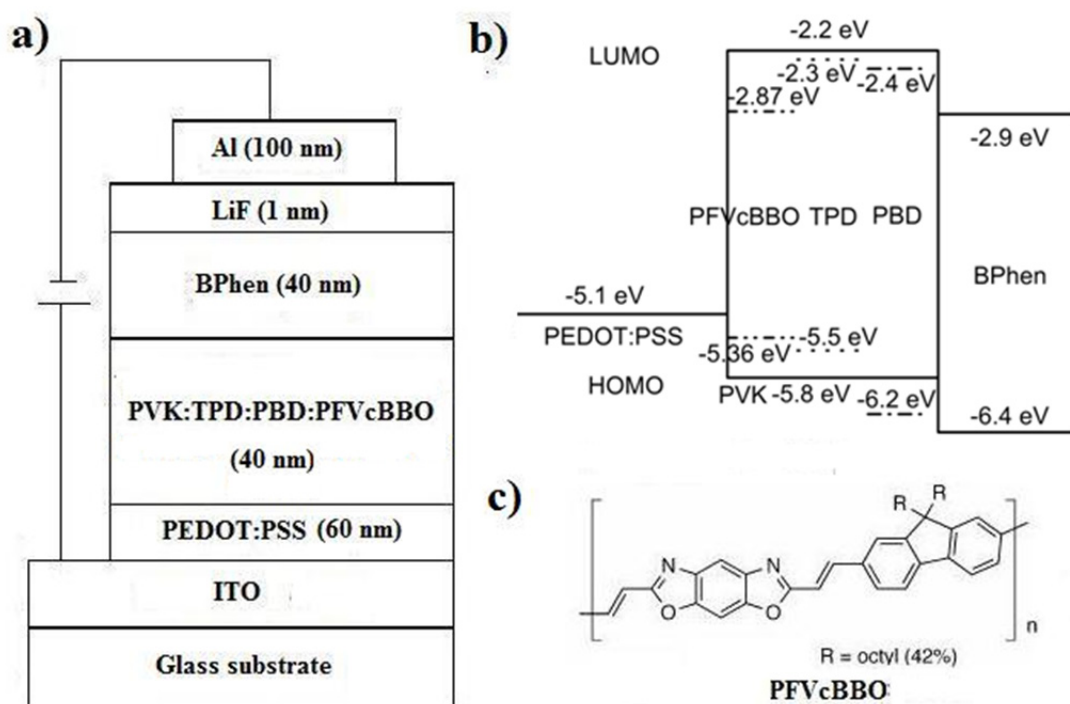 a)
Al (100 nm)
LiF (1 nm)
BPhen (40 nm)
PVK:TPD:PBD:PFVcBBO
(40 nm)
PEDOT:PSS (60 nm)
ITO
Glass substrate
b)
LUMO
-2.2 eV
-2.3 eV
-2.4 eV
-2.87 eV
-2.9 eV
PFVcBBO TPD PBD
BPhen
-5.1 eV
PEDOT:PSS
-5.36 eV
-5.5 eV
HOMO
PVK -5.8 eV
-6.2 eV
-6.4 eV
c)
R R
N N
O O
n
R = octyl (42%)
PFVcBBO